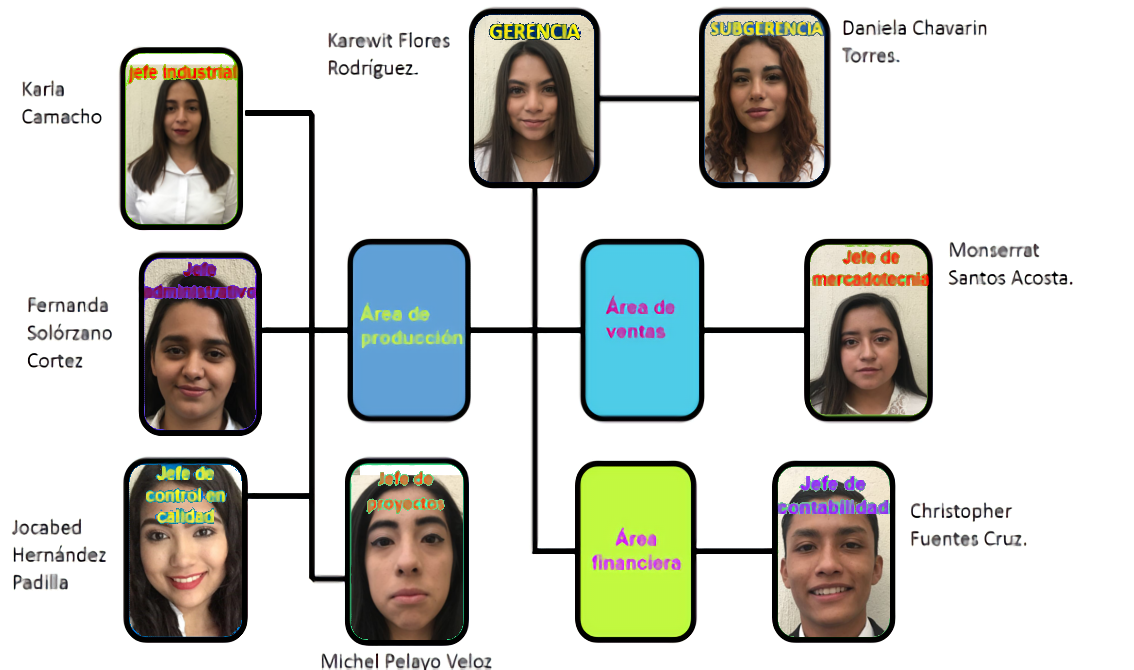 Karewit Flores
Rodríguez.
GERENCIA
SUBGERENCIA
Daniela Chavarin
Torres.
Karla
Camacho
Jefe industrial
Fernanda
Solórzano
Cortez
Jefe
administrativo
Área de
producción
Área de
ventas
Jefe de
mercadotecnia
Monserrat
Santos Acosta.
Jocabed
Hernández
Padilla
Jefe de
control en
calidad
Jefe de
proyectos
Michel Pelayo Veloz
Área
financiera
Jefe de
contabilidad
Christopher
Fuentes Cruz.